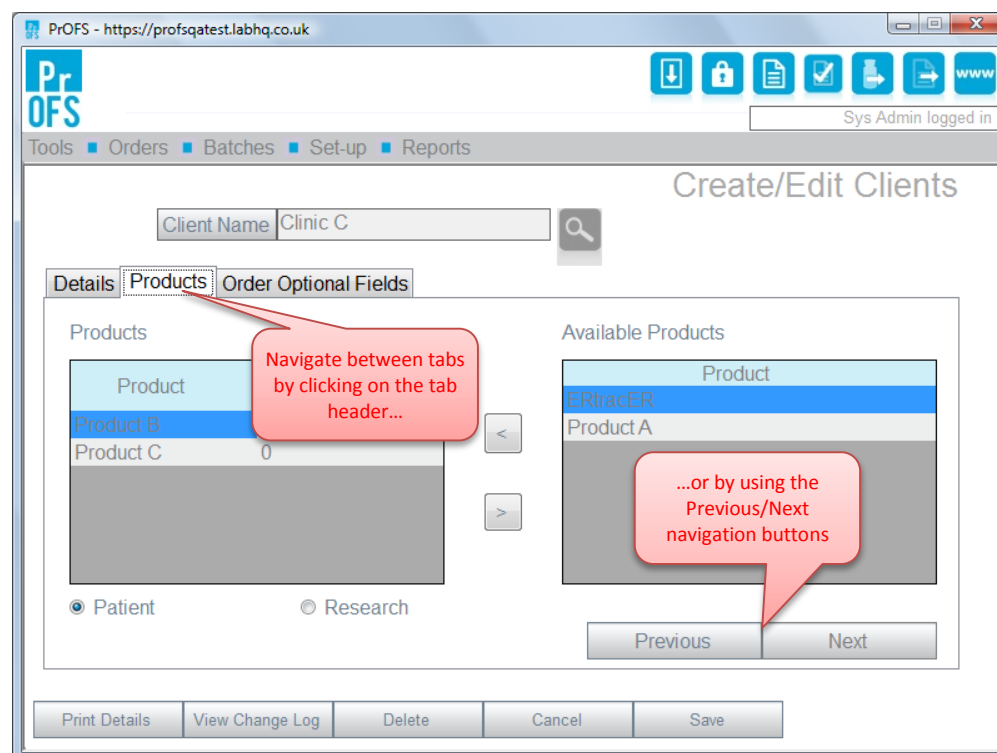 PrOFS - https://profsqatest.labhq.co.uk
Pr
OFS
www
Sys Admin logged in
Tools Orders Batches Set-up Reports
Create/Edit Clients
Client Name Clinic C
Details Products Order Optional Fields
Products
Product
Product B
Product C 0
Navigate between tabs
by clicking on the tab
header…
<
>
Available Products
Product
ERtracER
Product A
…or by using the
Previous/Next
navigation buttons
Patient Research
Previous Next
Print Details View Change Log Delete Cancel Save